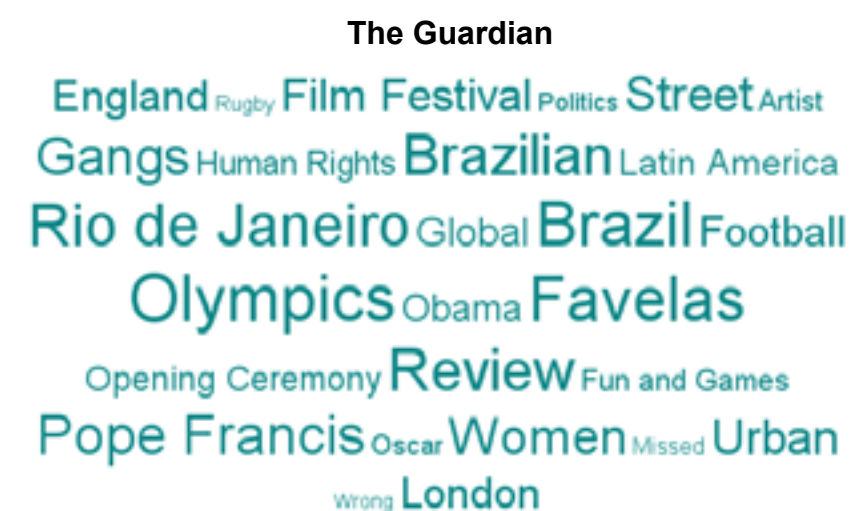 The Guardian
England Rugby Film Festival Politics Street Artist
Gangs Human Rights Brazilian Latin America
Rio de Janeiro Global Brazil Football
Olympics Obama Favelas
Opening Ceremony Review Fun and Games
Pope Francis Oscar Women Missed Urban
Wrong London